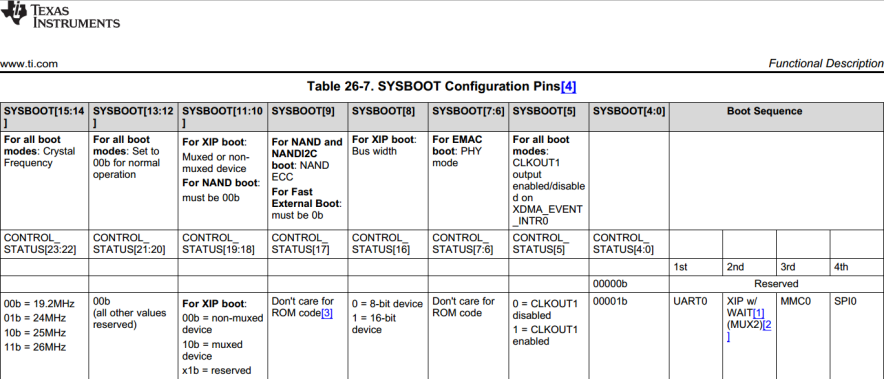 TEXAS
INSTRUMENTS
www.ti.com
Functional Description
Table 26-7. SYSBOOT Configuration Pins[4]
SYSBOOT[15:14
]
SYSBOOT[13:12
]
SYSBOOT[11:10
]
SYSBOOT[9]
SYSBOOT[8]
SYSBOOT[7:6]
SYSBOOT[5]
SYSBOOT[4:0]
Boot Sequence
For all boot
modes: Crystal
Frequency
For all boot
modes: Set to
00b for normal
operation
For XIP boot:
Muxed or non-
muxed device
For NAND boot:
must be 00b
For NAND and
NANDI2C
boot: NAND
ECC
For Fast
External Boot:
must be 0b
For XIP boot:
Bus width
For EMAC
boot: PHY
mode
For all boot
modes:
CLKOUT1
output
enabled/disable
d on
XDMA_EVENT
_INTR0
CONTROL_
STATUS[23:22]
CONTROL_
STATUS[21:20]
CONTROL_
STATUS[19:18]
CONTROL_
STATUS[17]
CONTROL_
STATUS[16]
CONTROL_
STATUS[7:6]
CONTROL_
STATUS[5]
CONTROL_
STATUS[4:0]
1st
2nd
3rd
4th
00000b
Reserved
00b = 19.2MHz
01b = 24MHz
10b = 25MHz
11b = 26MHz
00b
(all other values
reserved)
For XIP boot:
00b = non-muxed
device
10b = muxed
device
x1b = reserved
Don't care for
ROM code[3]
0 = 8-bit device
1 = 16-bit
device
Don't care for
ROM code
0 = CLKOUT1
disabled
1 = CLKOUT1
enabled
00001b
UART0
XIP w/
WAIT[1]
(MUX2)[2
]
MMC0
SPI0